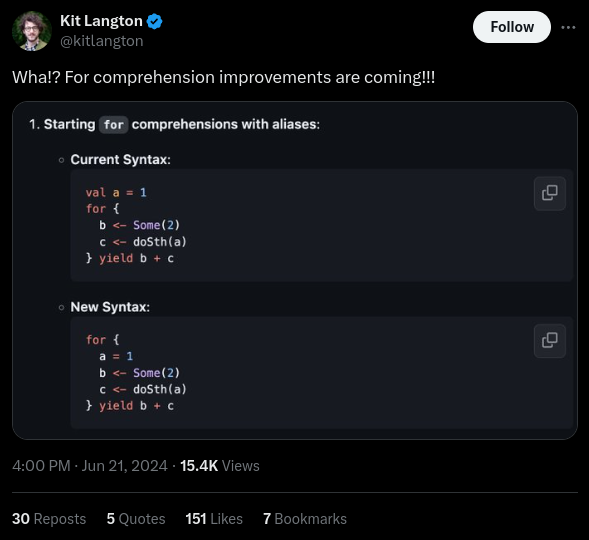 Kit Langton
@kitlangton
Follow
Wha!? For comprehension improvements are coming!!!
1. Starting for comprehensions with aliases:
Current Syntax:
val a = 1
for {
  b <- Some(2)
  c <- doSth(a)
} yield b + c
New Syntax:
for {
  a = 1
  b <- Some(2)
  c <- doSth(a)
} yield b + c
4:00 PM · Jun 21, 2024 · 15.4K Views
30 Reposts 5 Quotes 151 Likes 7 Bookmarks